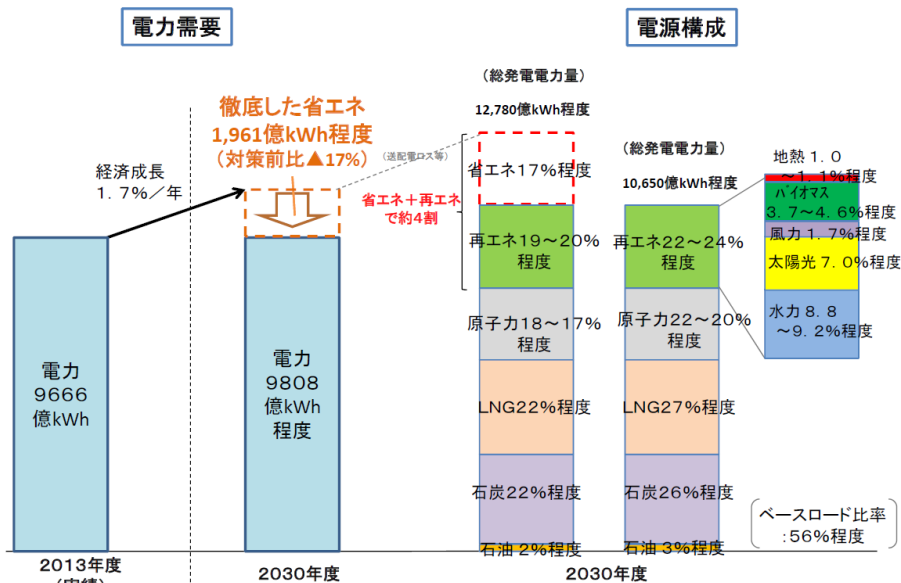 電力需要
電源構成
徹底した省エネ
1,961億kWh程度
（対策前比▲17%）
経済成長
１.７%／年
（送配電ロス等）
電力
９６６６
億kWh
電力
９８０８
億kWh
程度
2013年度
（実績）
2030年度
（総発電電力量）
12,780億kWh程度
省エネ17%程度
省エネ＋再エネ
で約4割
再エネ19～20%
程度
原子力18～17%
程度
LNG22%程度
石炭22%程度
石油 2%程度
（総発電電力量）
10,650億kWh程度
再エネ22～24%
程度
原子力22～20%
程度
LNG27%程度
石炭26%程度
石油 3%程度
2030年度
地熱 １.０
～１.１%程度
バイオマス
３.７～４.６%程度
風力 １.７%程度
太陽光 ７.０%程度
水力 ８.８
～９.２%程度
ベースロード比率
:56%程度